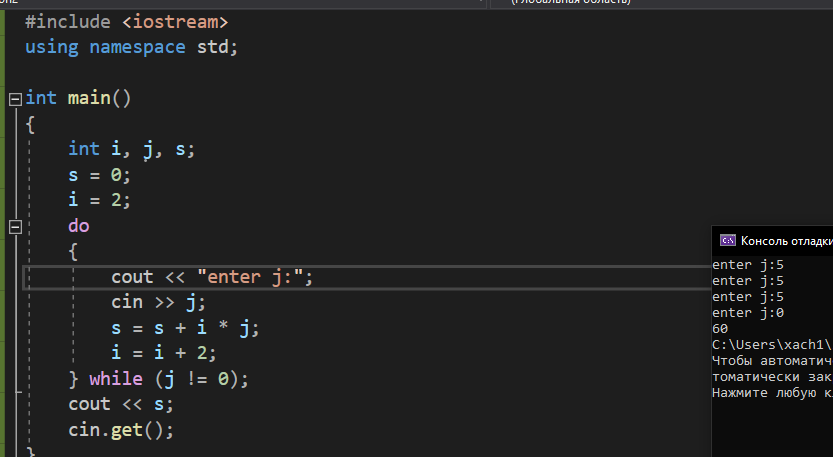 (Глобальная область)
#include <iostream>
using namespace std;
int main()
{
int i, j, s;
s = 0;
i = 2;
do
{
cout << "enter j:";
cin >> j;
s = s + i * j;
i = i + 2;
} while (j != 0);
cout << s;
cin.get();
}
Консоль отладки
enter j:5
enter j:5
enter j:5
enter j:0
60
C:\Users\xach1\
Чтобы автоматич
томатически зак
Нажмите любую к